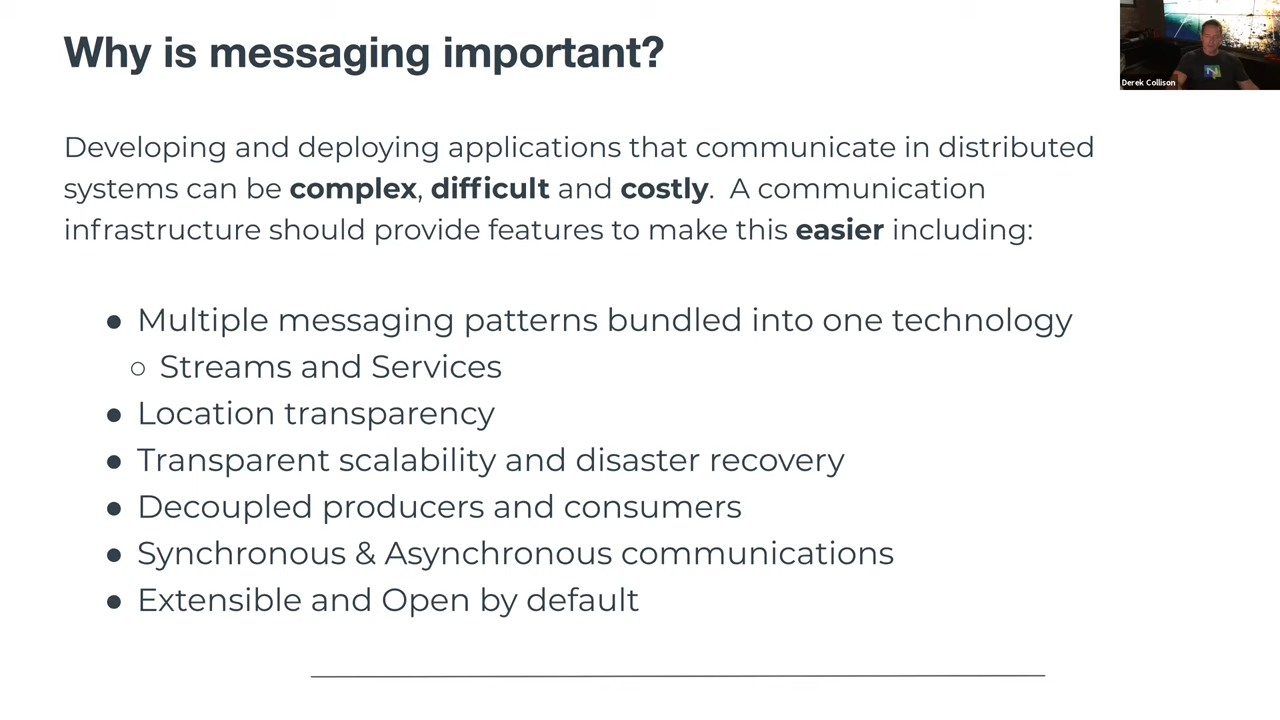 Why is messaging important?
Derek Collison
Developing and deploying applications that communicate in distributed
systems can be complex, difficult and costly.  A communication
infrastructure should provide features to make this easier including:
● Multiple messaging patterns bundled into one technology
○ Streams and Services
● Location transparency
● Transparent scalability and disaster recovery
● Decoupled producers and consumers
● Synchronous & Asynchronous communications
● Extensible and Open by default